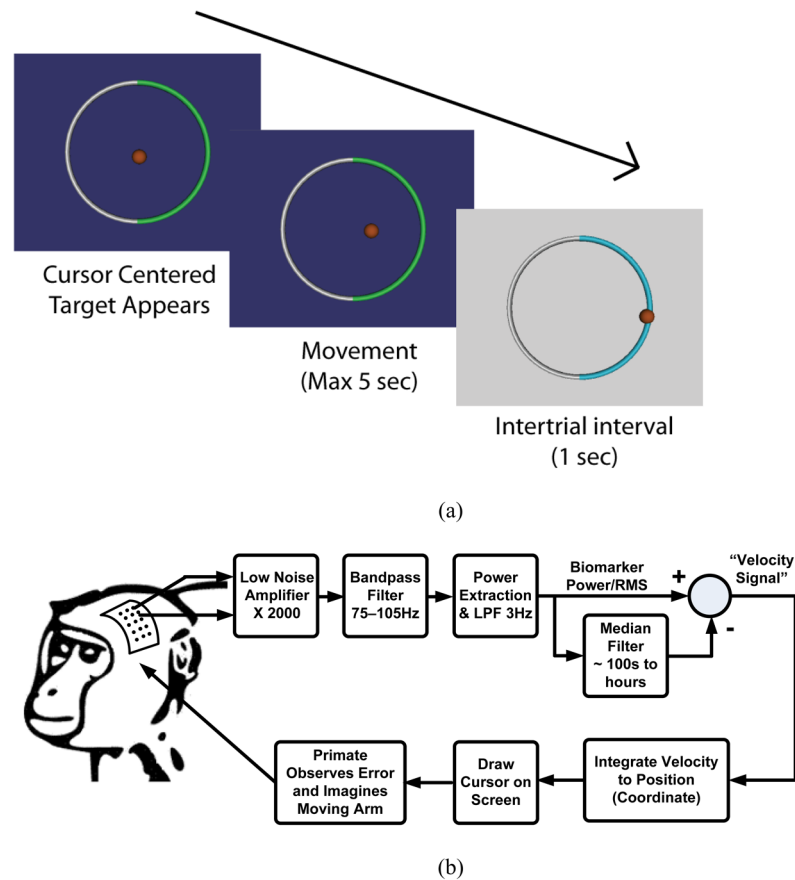 Cursor Centered
Target Appears
Movement
(Max 5 sec)
Intertrial interval
(1 sec)
(a)
Low Noise
Amplifier
X 2000
Bandpass
Filter
75–105Hz
Power
Extraction
& LPF 3Hz
Biomarker
Power/RMS
+
-
“Velocity
Signal”
Median
Filter
~ 100s to
hours
Primate
Observes Error
and Imagines
Moving Arm
Draw
Cursor on
Screen
Integrate Velocity
to Position
(Coordinate)
(b)